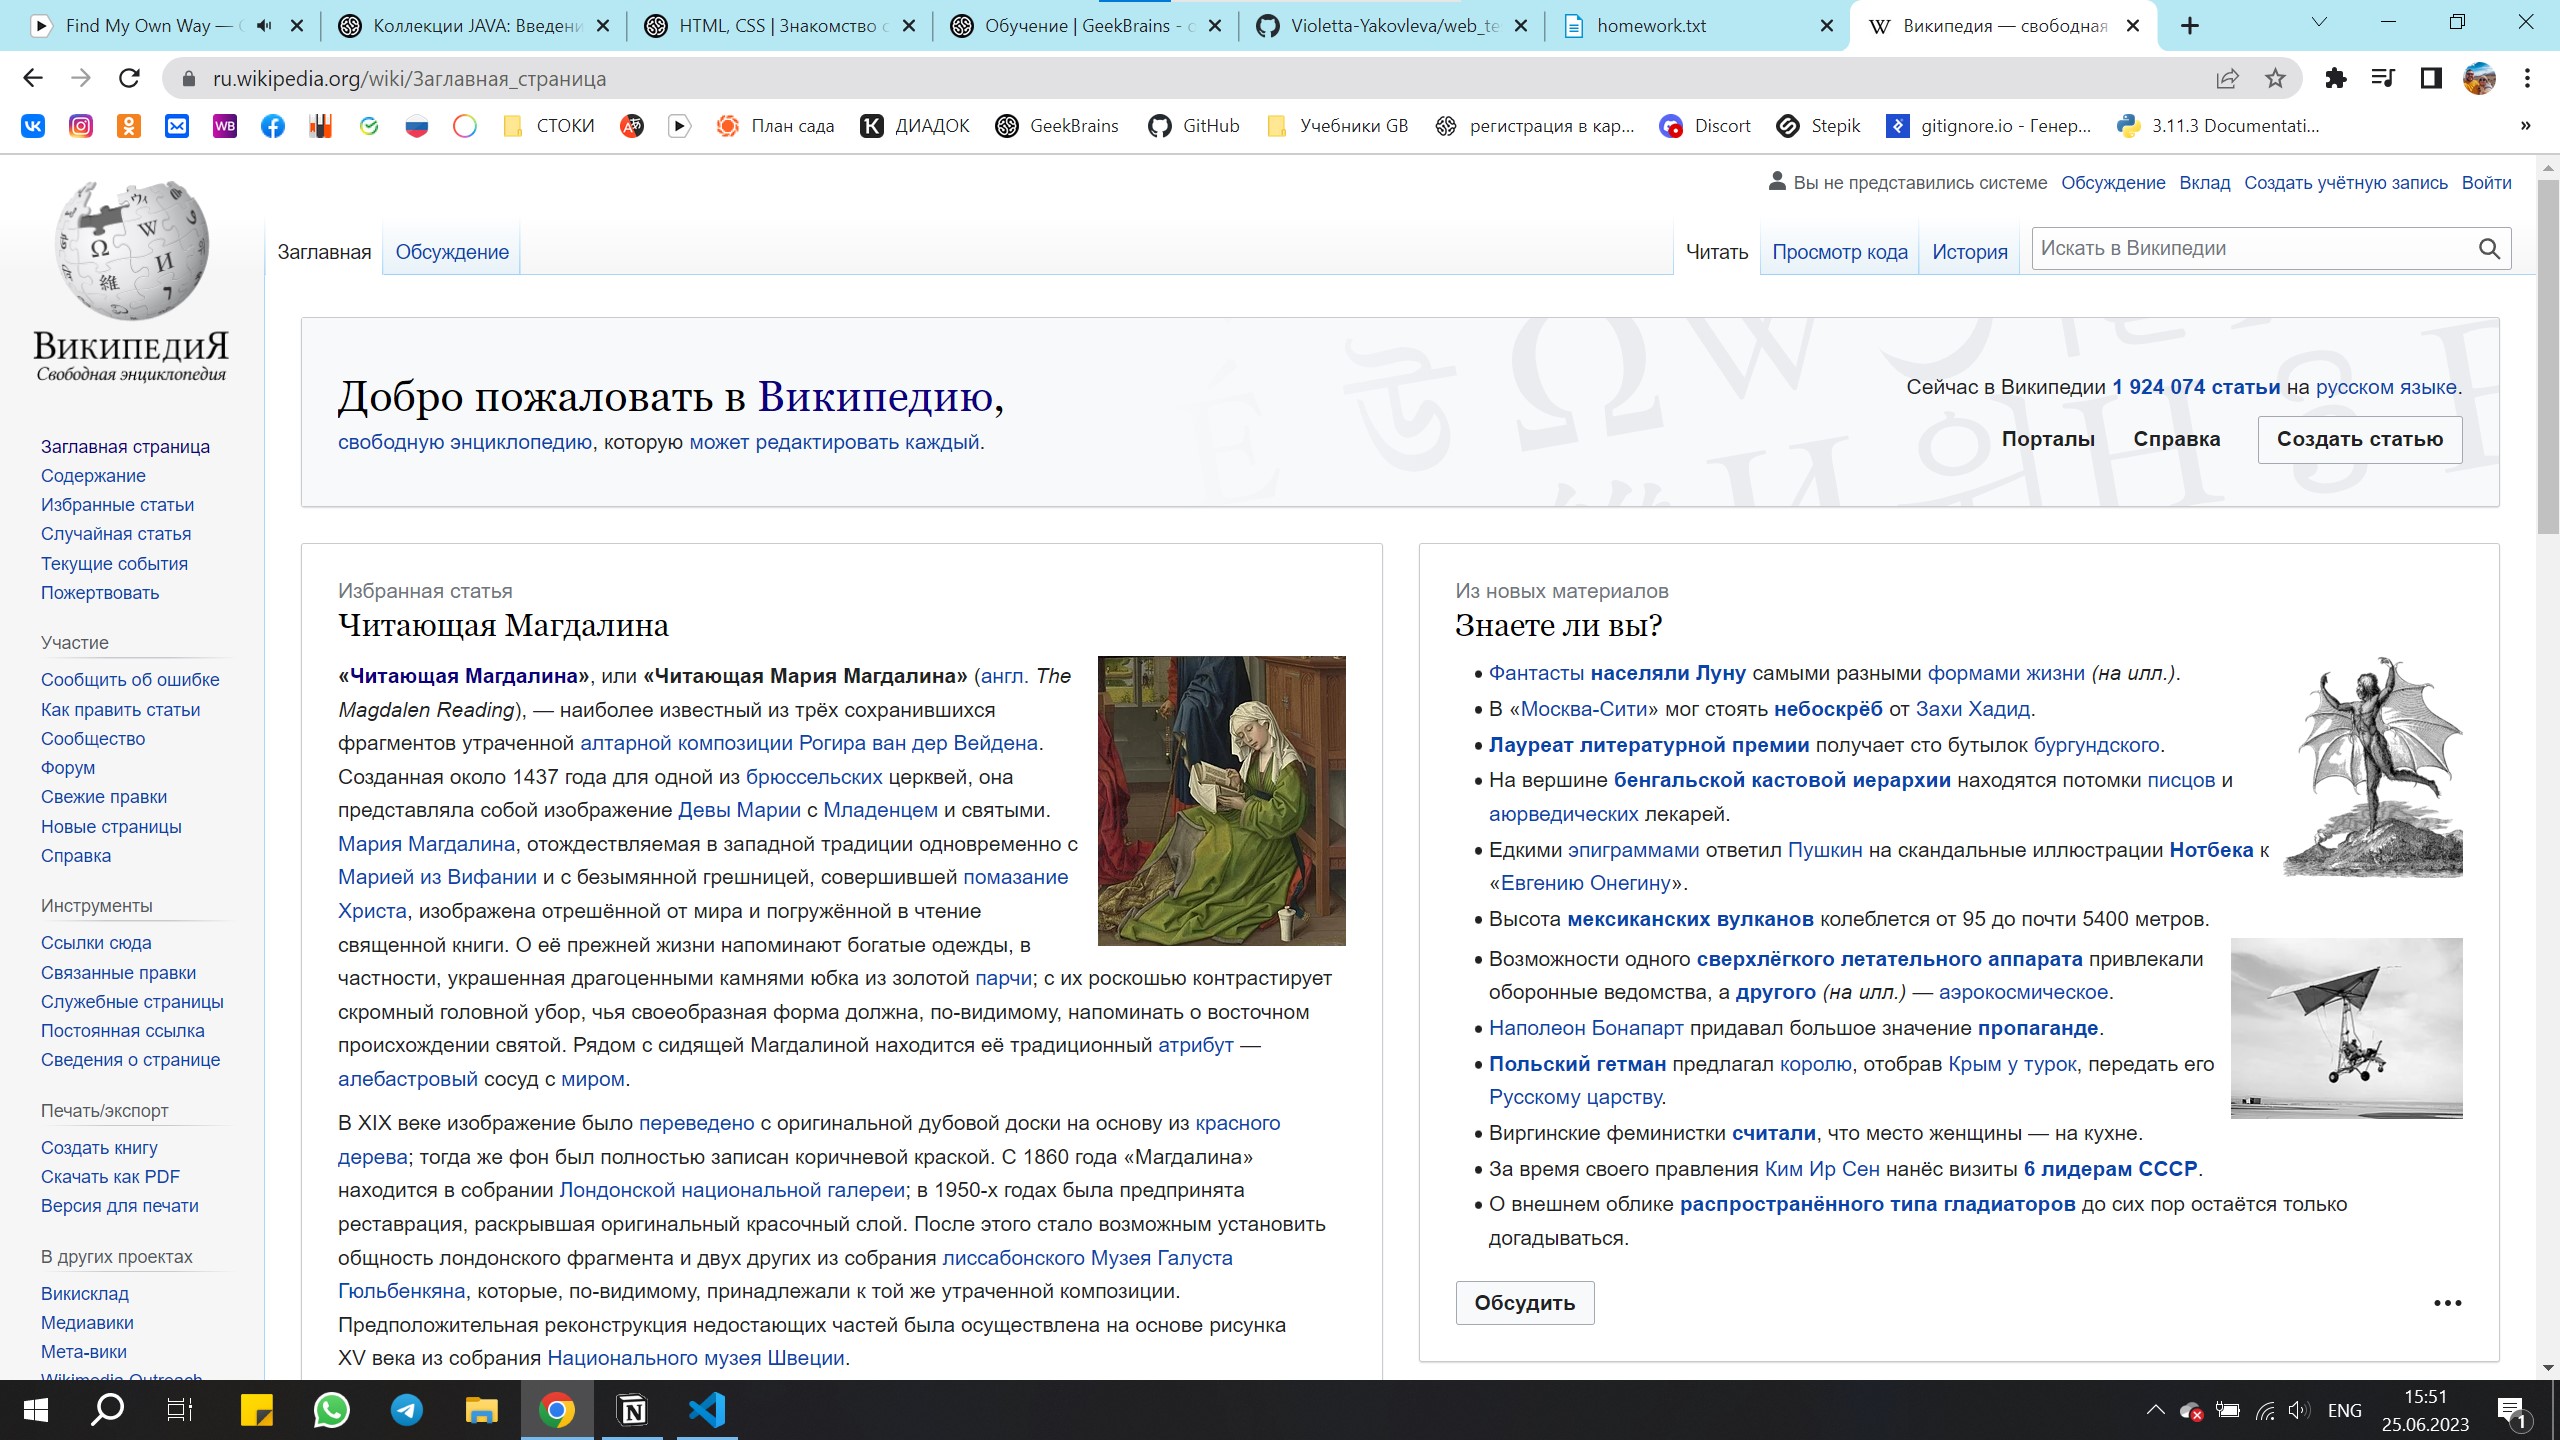 Find My Own Way —
Коллекции JAVA: Введени
HTML, CSS | Знакомство с
Обучение | GeekBrains - о
Violetta-Yakovleva/web_te
homework.txt
Википедия — свободная
ru.wikipedia.org/wiki/Заглавная_страница
WB
СТОКИ
План сада
ДИАДОК
GeekBrains
GitHub
Учебники GB
регистрация в кар...
Discort
Stepik
gitignore.io - Генер...
3.11.3 Documentati...
»
Вы не представились системе Обсуждение Вклад Создать учётную запись Войти
ВикипедиЯ
Свободная энциклопедия
Заглавная Обсуждение
Читать Просмотр кода История Искать в Википедии
Заглавная страница
Содержание
Избранные статьи
Случайная статья
Текущие события
Пожертвовать
Участие
Сообщить об ошибке
Как править статьи
Сообщество
Форум
Свежие правки
Новые страницы
Справка
Инструменты
Ссылки сюда
Связанные правки
Служебные страницы
Постоянная ссылка
Сведения о странице
Печать/экспорт
Создать книгу
Скачать как PDF
Версия для печати
В других проектах
Викисклад
Медиавики
Мета-вики
Wikimedia Outreach
Добро пожаловать в Википедию,
свободную энциклопедию, которую может редактировать каждый.
Сейчас в Википедии 1 924 074 статьи на русском языке.
Порталы Справка Создать статью
Избранная статья
Читающая Магдалина
«Читающая Магдалина», или «Читающая Мария Магдалина» (англ. The
Magdalen Reading), — наиболее известный из трёх сохранившихся
фрагментов утраченной алтарной композиции Рогира ван дер Вейдена.
Созданная около 1437 года для одной из брюссельских церквей, она
представляла собой изображение Девы Марии с Младенцем и святыми.
Мария Магдалина, отождествляемая в западной традиции одновременно с
Марией из Вифании и с безымянной грешницей, совершившей помазание
Христа, изображена отрешённой от мира и погружённой в чтение
священной книги. О её прежней жизни напоминают богатые одежды, в
частности, украшенная драгоценными камнями юбка из золотой парчи; с их роскошью контрастирует
скромный головной убор, чья своеобразная форма должна, по-видимому, напоминать о восточном
происхождении святой. Рядом с сидящей Магдалиной находится её традиционный атрибут —
алебастровый сосуд с миром.
В XIX веке изображение было переведено с оригинальной дубовой доски на основу из красного
дерева; тогда же фон был полностью записан коричневой краской. С 1860 года «Магдалина»
находится в собрании Лондонской национальной галереи; в 1950-х годах была предпринята
реставрация, раскрывшая оригинальный красочный слой. После этого стало возможным установить
общность лондонского фрагмента и двух других из собрания лиссабонского Музея Галуста
Гюльбенкяна, которые, по-видимому, принадлежали к той же утраченной композиции.
Предположительная реконструкция недостающих частей была осуществлена на основе рисунка
XV века из собрания Национального музея Швеции.
Из новых материалов
Знаете ли вы?
Фантасты населяли Луну самыми разными формами жизни (на илл.).
В «Москва-Сити» мог стоять небоскрёб от Захи Хадид.
Лауреат литературной премии получает сто бутылок бургундского.
На вершине бенгальской кастовой иерархии находятся потомки писцов и
аюрведических лекарей.
Едкими эпиграммами ответил Пушкин на скандальные иллюстрации Нотбека к
«Евгению Онегину».
Высота мексиканских вулканов колеблется от 95 до почти 5400 метров.
Возможности одного сверхлёгкого летательного аппарата привлекали
оборонные ведомства, а другого (на илл.) — аэрокосмическое.
Наполеон Бонапарт придавал большое значение пропаганде.
Польский гетман предлагал королю, отобрав Крым у турок, передать его
Русскому царству.
Виргинские феминистки считали, что место женщины — на кухне.
За время своего правления Ким Ир Сен нанёс визиты 6 лидерам СССР.
О внешнем облике распространённого типа гладиаторов до сих пор остаётся только
догадываться.
Обсудить
ENG
15:51
25.06.2023
1